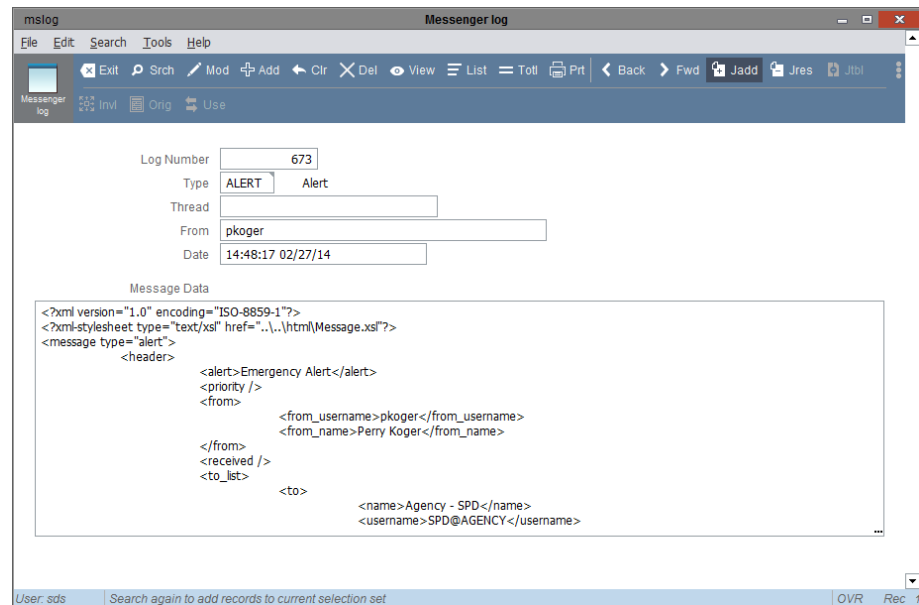 mslog Messenger log
File Edit Search Tools Help
Exit Srch Mod Add Clr Del View List Totl Prt Back Fwd Jadd Jres Jtbl
Messenger log
Invl Orig Use
Log Number 673
Type ALERT Alert
Thread
From pkoger
Date 14:48:17 02/27/14
Message Data
<?xml version="1.0" encoding="ISO-8859-1"?>
<?xml-stylesheet type="text/xsl" href="..\..\html\Message.xsl"?>
<message type="alert">
<header>
<alert>Emergency Alert</alert>
<priority />
<from>
<from_username>pkoger</from_username>
<from_name>Perry Koger</from_name>
</from>
<received />
<to_list>
<to>
<name>Agency - SPD</name>
<username>SPD@AGENCY</username>
...
User: sds Search again to add records to current selection set OVR Rec 1